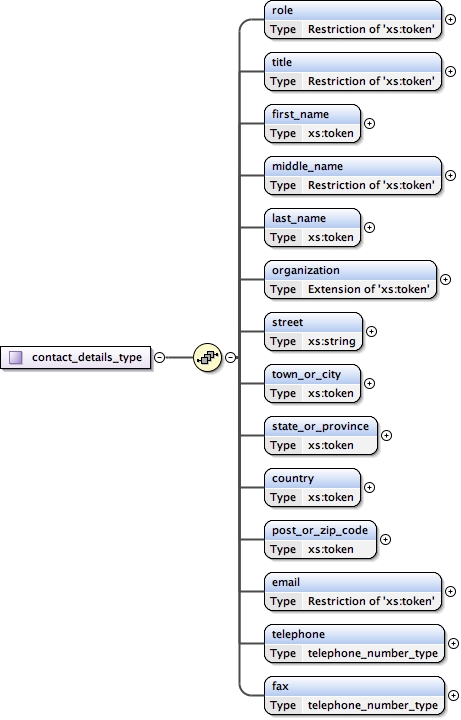 role
Type Restriction of 'xs:token'
title
Type Restriction of 'xs:token'
first_name
Type xs:token
middle_name
Type Restriction of 'xs:token'
last_name
Type xs:token
organization
Type Extension of 'xs:token'
street
Type xs:string
contact_details_type
town_or_city
Type xs:token
state_or_province
Type xs:token
country
Type xs:token
post_or_zip_code
Type xs:token
email
Type Restriction of 'xs:token'
telephone
Type telephone_number_type
fax
Type telephone_number_type